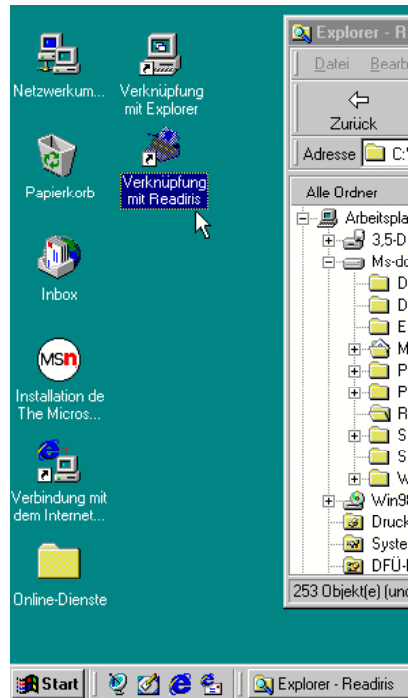 Netzwerkum...
Verknüpfung
mit Explorer
Papierkorb
Verknüpfung
mit Readiris
Inbox
MSn
Installation de
The Micros...
Verbindung mit
dem Internet...
Online-Dienste
Explorer - R
Datei Bearb
Zurück
Adresse C:\
Alle Ordner
Arbeitspla
3,5-D
Ms-do
D
D
E
M
P
P
R
S
S
W
Win98
Druck
Syste
DFÜ-
253 Objekt(e) (und
Start
Explorer - Readiris